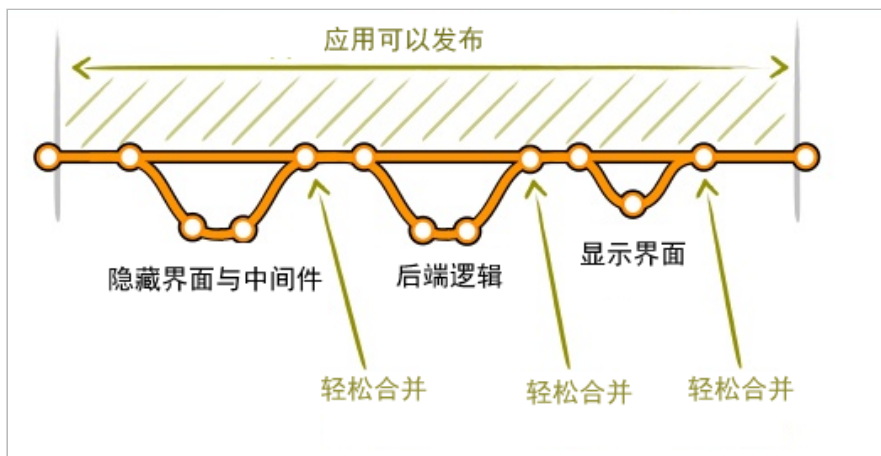 应用可以发布
隐藏界面与中间件
后端逻辑
显示界面
轻松合并
轻松合并
轻松合并